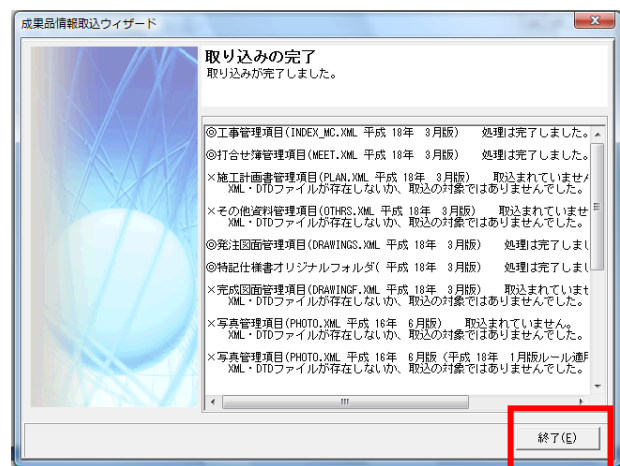 成果品情報取込ウィザード
取り込みの完了
取り込みが完了しました。
◎工事管理項目(INDEX_MC.XML 平成 18年 3月版) 処理は完了しました。
◎打合せ簿管理項目(MEET.XML 平成 18年 3月版) 処理は完了しました。
×施工計画書管理項目(PLAN.XML 平成 18年 3月版) 取込まれていませ
XML・DTDファイルが存在しないか、取込の対象ではありませんでした。
×その他資料管理項目(OTHRS.XML 平成 18年 3月版) 取込まれていませ
XML・DTDファイルが存在しないか、取込の対象ではありませんでした。
◎発注図面管理項目(DRAWINGS.XML 平成 18年 3月版) 処理は完了しまし
◎特記仕様書オリジナルフォルダ( 平成 18年 3月版) 処理は完了しまし
×完成図面管理項目(DRAWINGF.XML 平成 18年 3月版) 取込まれていませ
XML・DTDファイルが存在しないか、取込の対象ではありませんでした。
×写真管理項目(PHOTO.XML 平成 16年 6月版) 取込まれていません。
XML・DTDファイルが存在しないか、取込の対象ではありませんでした。
×写真管理項目(PHOTO.XML 平成 16年 6月版（平成 18年 1月版ルール適用
XML・DTDファイルが存在しないか、取込の対象ではありませんでした。
終了(E)